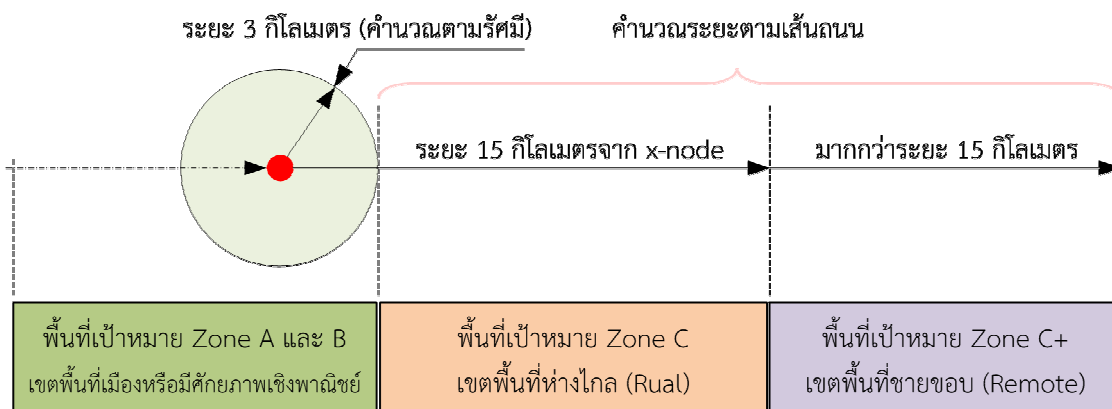 ระยะ 3 กิโลเมตร (คำนวณตามรัศมี)
คำนวณระยะตามเส้นถนน
ระยะ 15 กิโลเมตรจาก x-node
มากกว่าระยะ 15 กิโลเมตร
พื้นที่เป้าหมาย Zone A และ B
เขตพื้นที่เมืองหรือมีศักยภาพเชิงพาณิชย์
พื้นที่เป้าหมาย Zone C
เขตพื้นที่ห่างไกล (Rual)
พื้นที่เป้าหมาย Zone C+
เขตพื้นที่ชายขอบ (Remote)